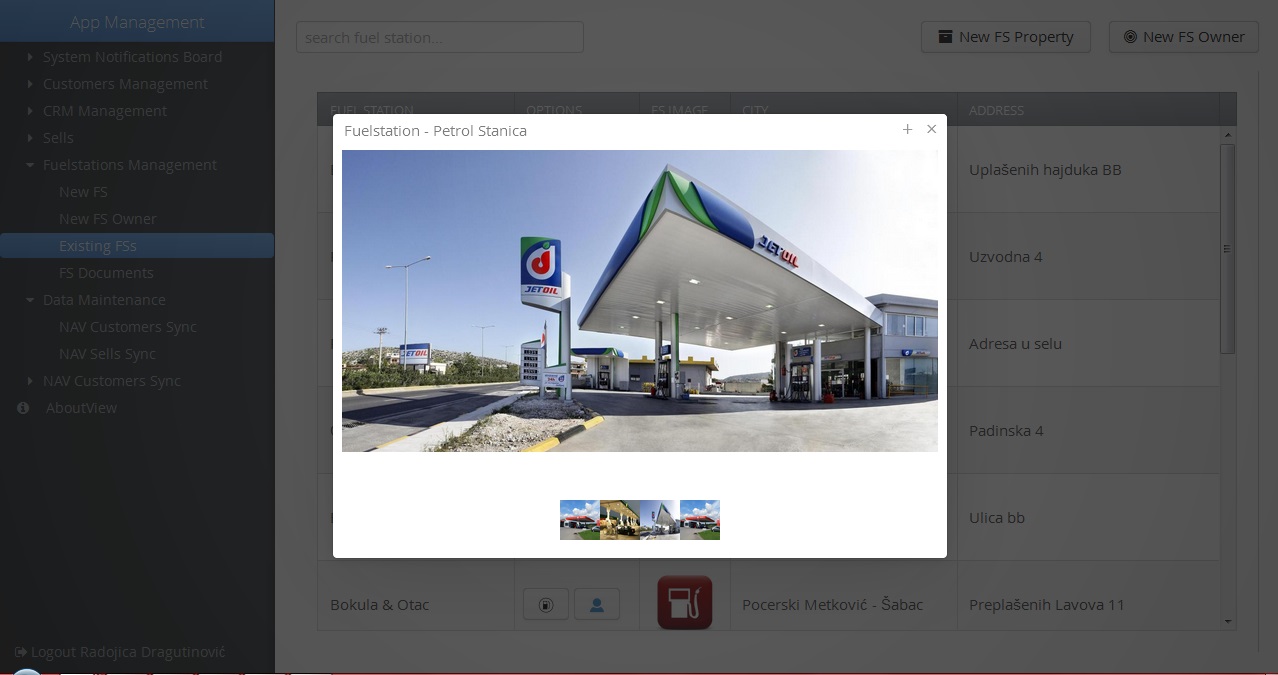 App Management
System Notifications Board
Customers Management
CRM Management
Sells
Fuelstations Management
New FS
New FS Owner
Existing FSs
FS Documents
Data Maintenance
NAV Customers Sync
NAV Sells Sync
NAV Customers Sync
AboutView
Logout Radojica Dragutinović
search fuel station...
New FS Property
New FS Owner
FUEL STATION OPTIONS FS IMAGE CITY ADDRESS
Fuelstation - Petrol Stanica
JETOIL
JETOIL
JETOIL
Uplašenih hajduka BB
Uzvodna 4
Adresa u selu
Padinska 4
Ulica bb
Bokula & Otac Pocerski Metković - Šabac Preplašenih Lavova 11